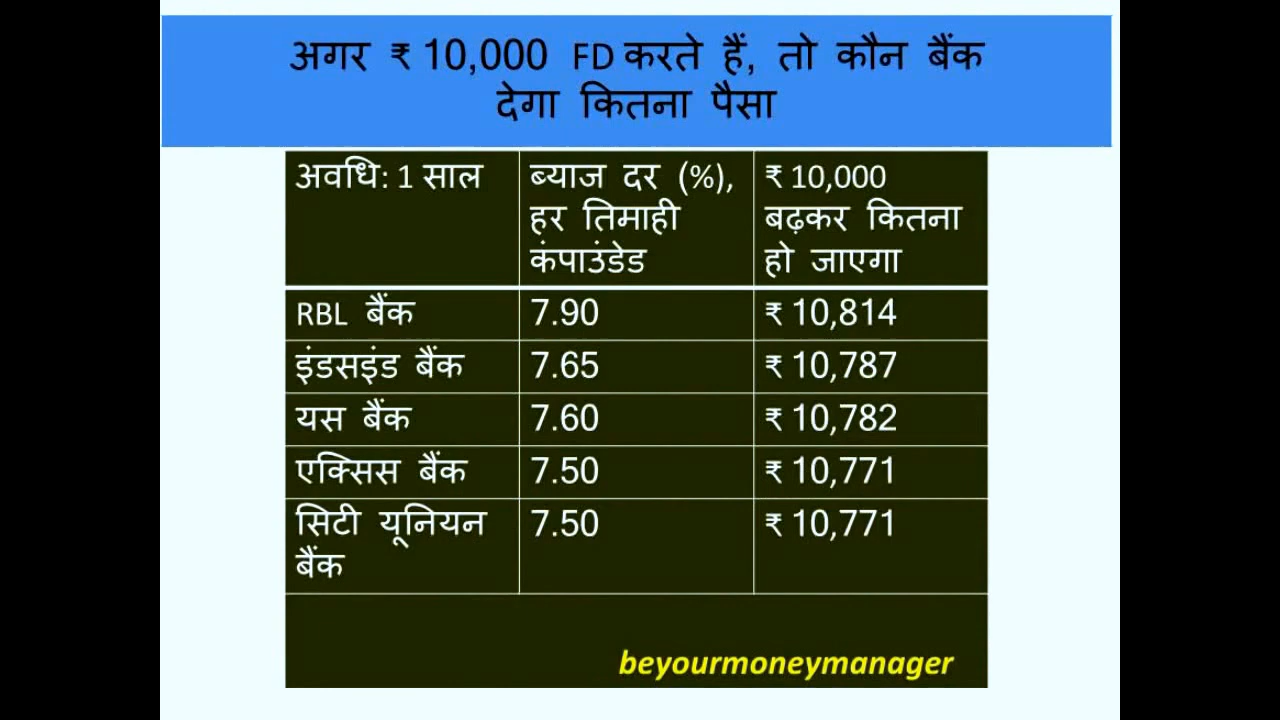 अगर ₹ 10,000 FD करते हैं, तो कौन बैंक
देगा कितना पैसा
अवधि: 1 साल
ब्याज दर (%),
हर तिमाही
कंपाउंडेड
₹ 10,000
बढ़कर कितना
हो जाएगा
RBL बैंक 7.90 ₹ 10,814
इंडसइंड बैंक 7.65 ₹ 10,787
यस बैंक 7.60 ₹ 10,782
एक्सिस बैंक 7.50 ₹ 10,771
सिटी यूनियन
बैंक
7.50 ₹ 10,771
beyourmoneymanager